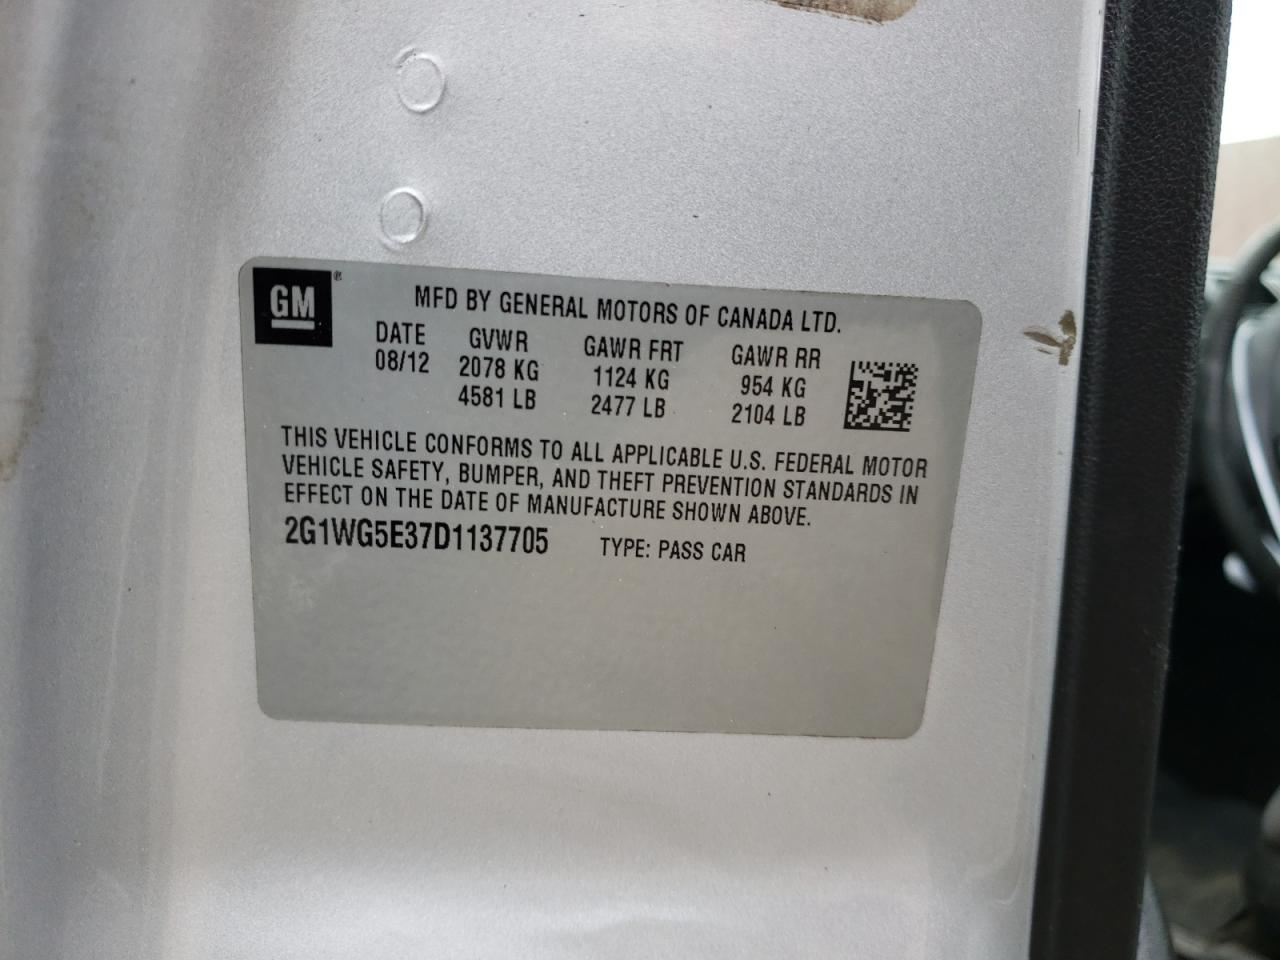 GM®
MFD BY GENERAL MOTORS OF CANADA LTD.
DATE GVWR GAWR FRT GAWR RR
08/12 2078 KG 1124 KG 954 KG
4581 LB 2477 LB 2104 LB
THIS VEHICLE CONFORMS TO ALL APPLICABLE U.S. FEDERAL MOTOR
VEHICLE SAFETY, BUMPER, AND THEFT PREVENTION STANDARDS IN
EFFECT ON THE DATE OF MANUFACTURE SHOWN ABOVE.
2G1WG5E37D1137705 TYPE: PASS CAR